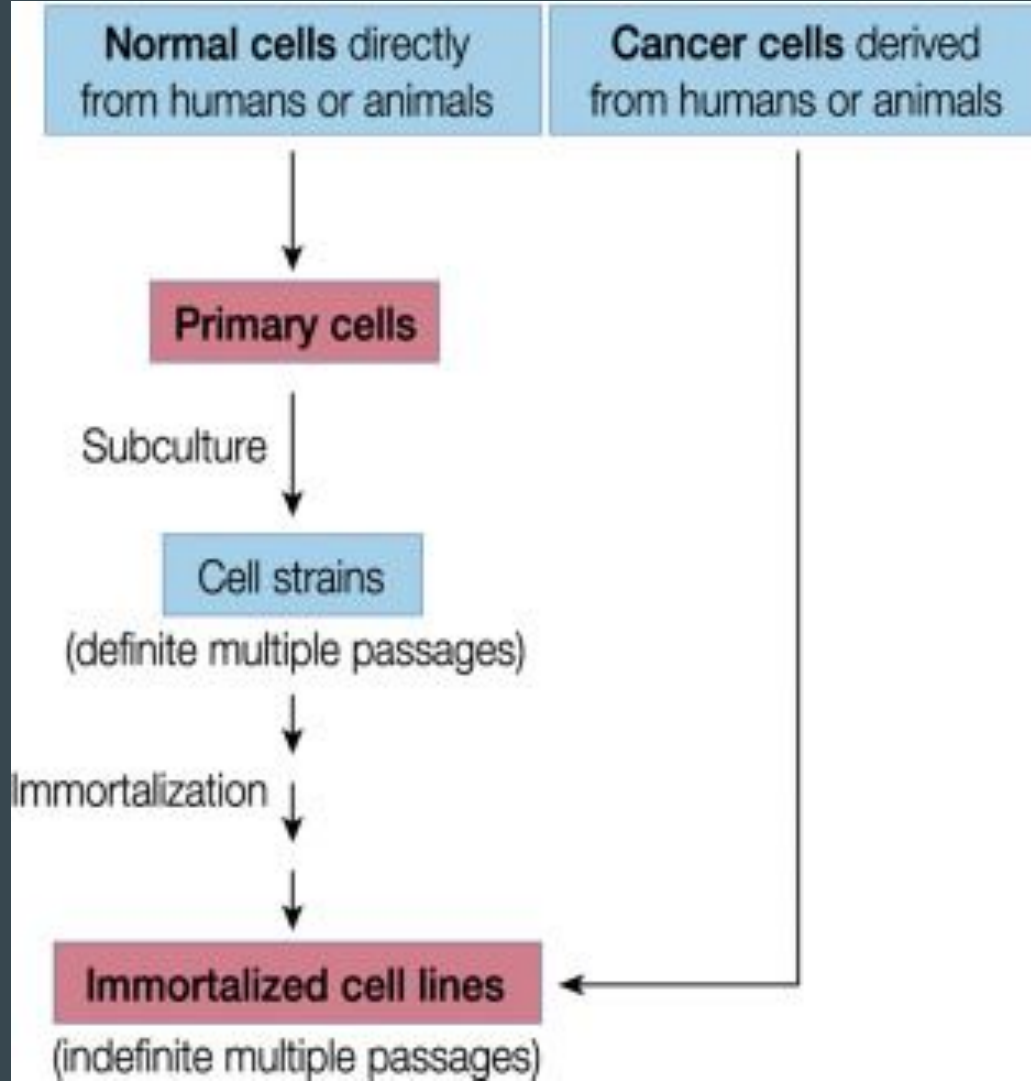 Normal cells directly
from humans or animals
Cancer cells derived
from humans or animals
Primary cells
Subculture
Cell strains
(definite multiple passages)
Immortalization
Immortalized cell lines
(indefinite multiple passages)